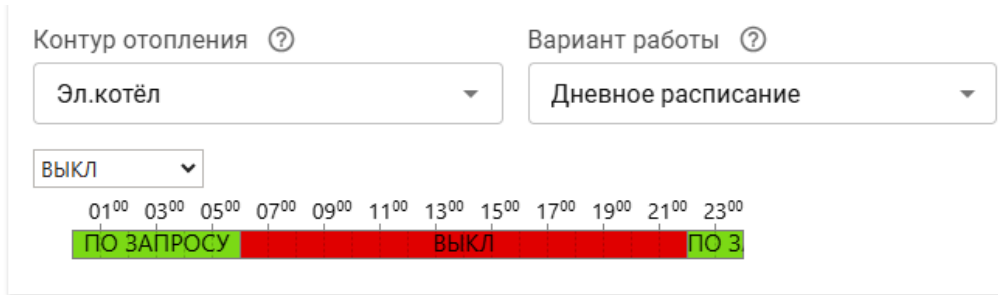 Контур отопления ? Вариант работы ?
Эл.котёл Дневное расписание
ВЫКЛ
01⁰⁰ 03⁰⁰ 05⁰⁰ 07⁰⁰ 09⁰⁰ 11⁰⁰ 13⁰⁰ 15⁰⁰ 17⁰⁰ 19⁰⁰ 21⁰⁰ 23⁰⁰
ПО ЗАПРОСУ ВЫКЛ ПО З